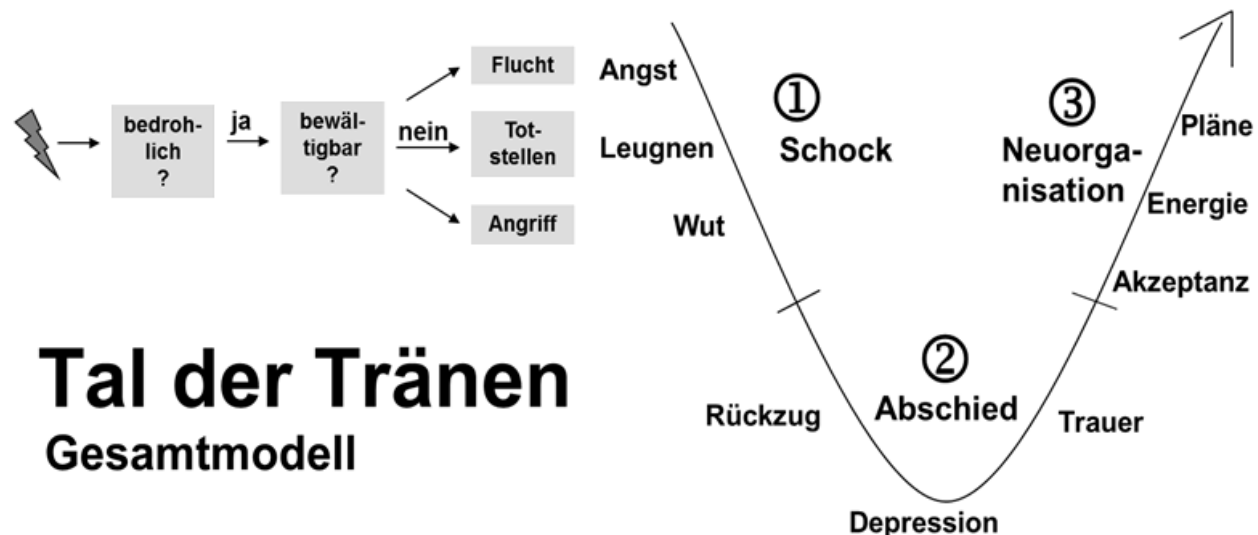 bedroh-
lich
?
ja
bewäl-
tigbar
?
nein
Flucht
Tot-
stellen
Angriff
Angst
Leugnen
Wut
①
Schock
③
Neuorga-
nisation
Pläne
Energie
Akzeptanz
Tal der Tränen
Gesamtmodell
Rückzug
②
Abschied
Trauer
Depression